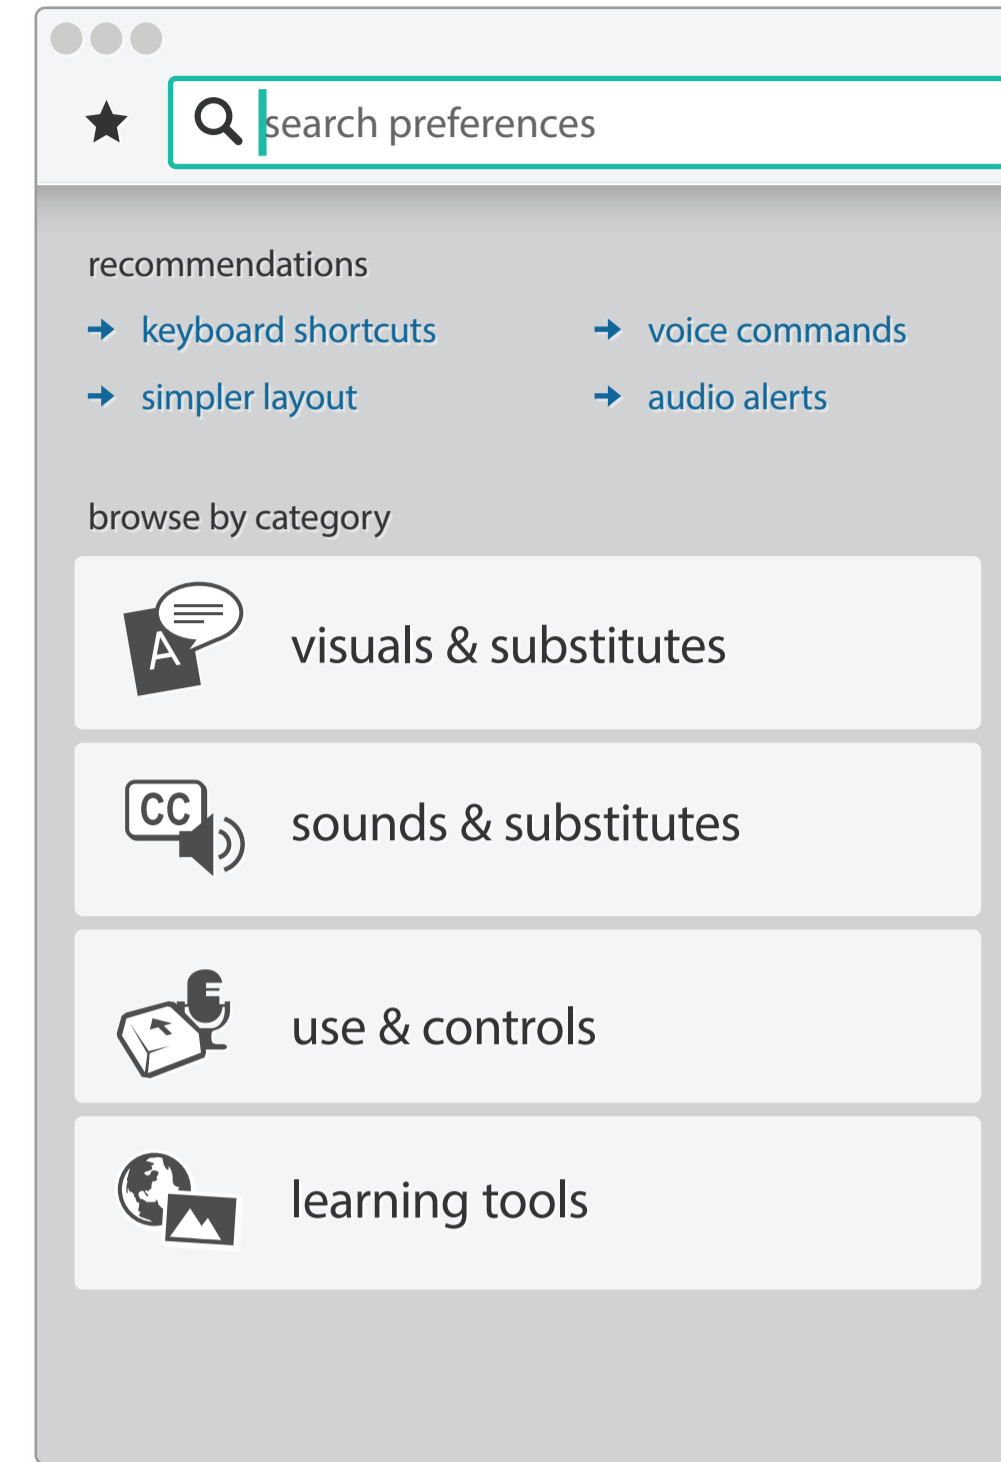 search preferences
recommendations
keyboard shortcuts
voice commands
simpler layout
audio alerts
browse by category
A
visuals & substitutes
CC
sounds & substitutes
use & controls
learning tools